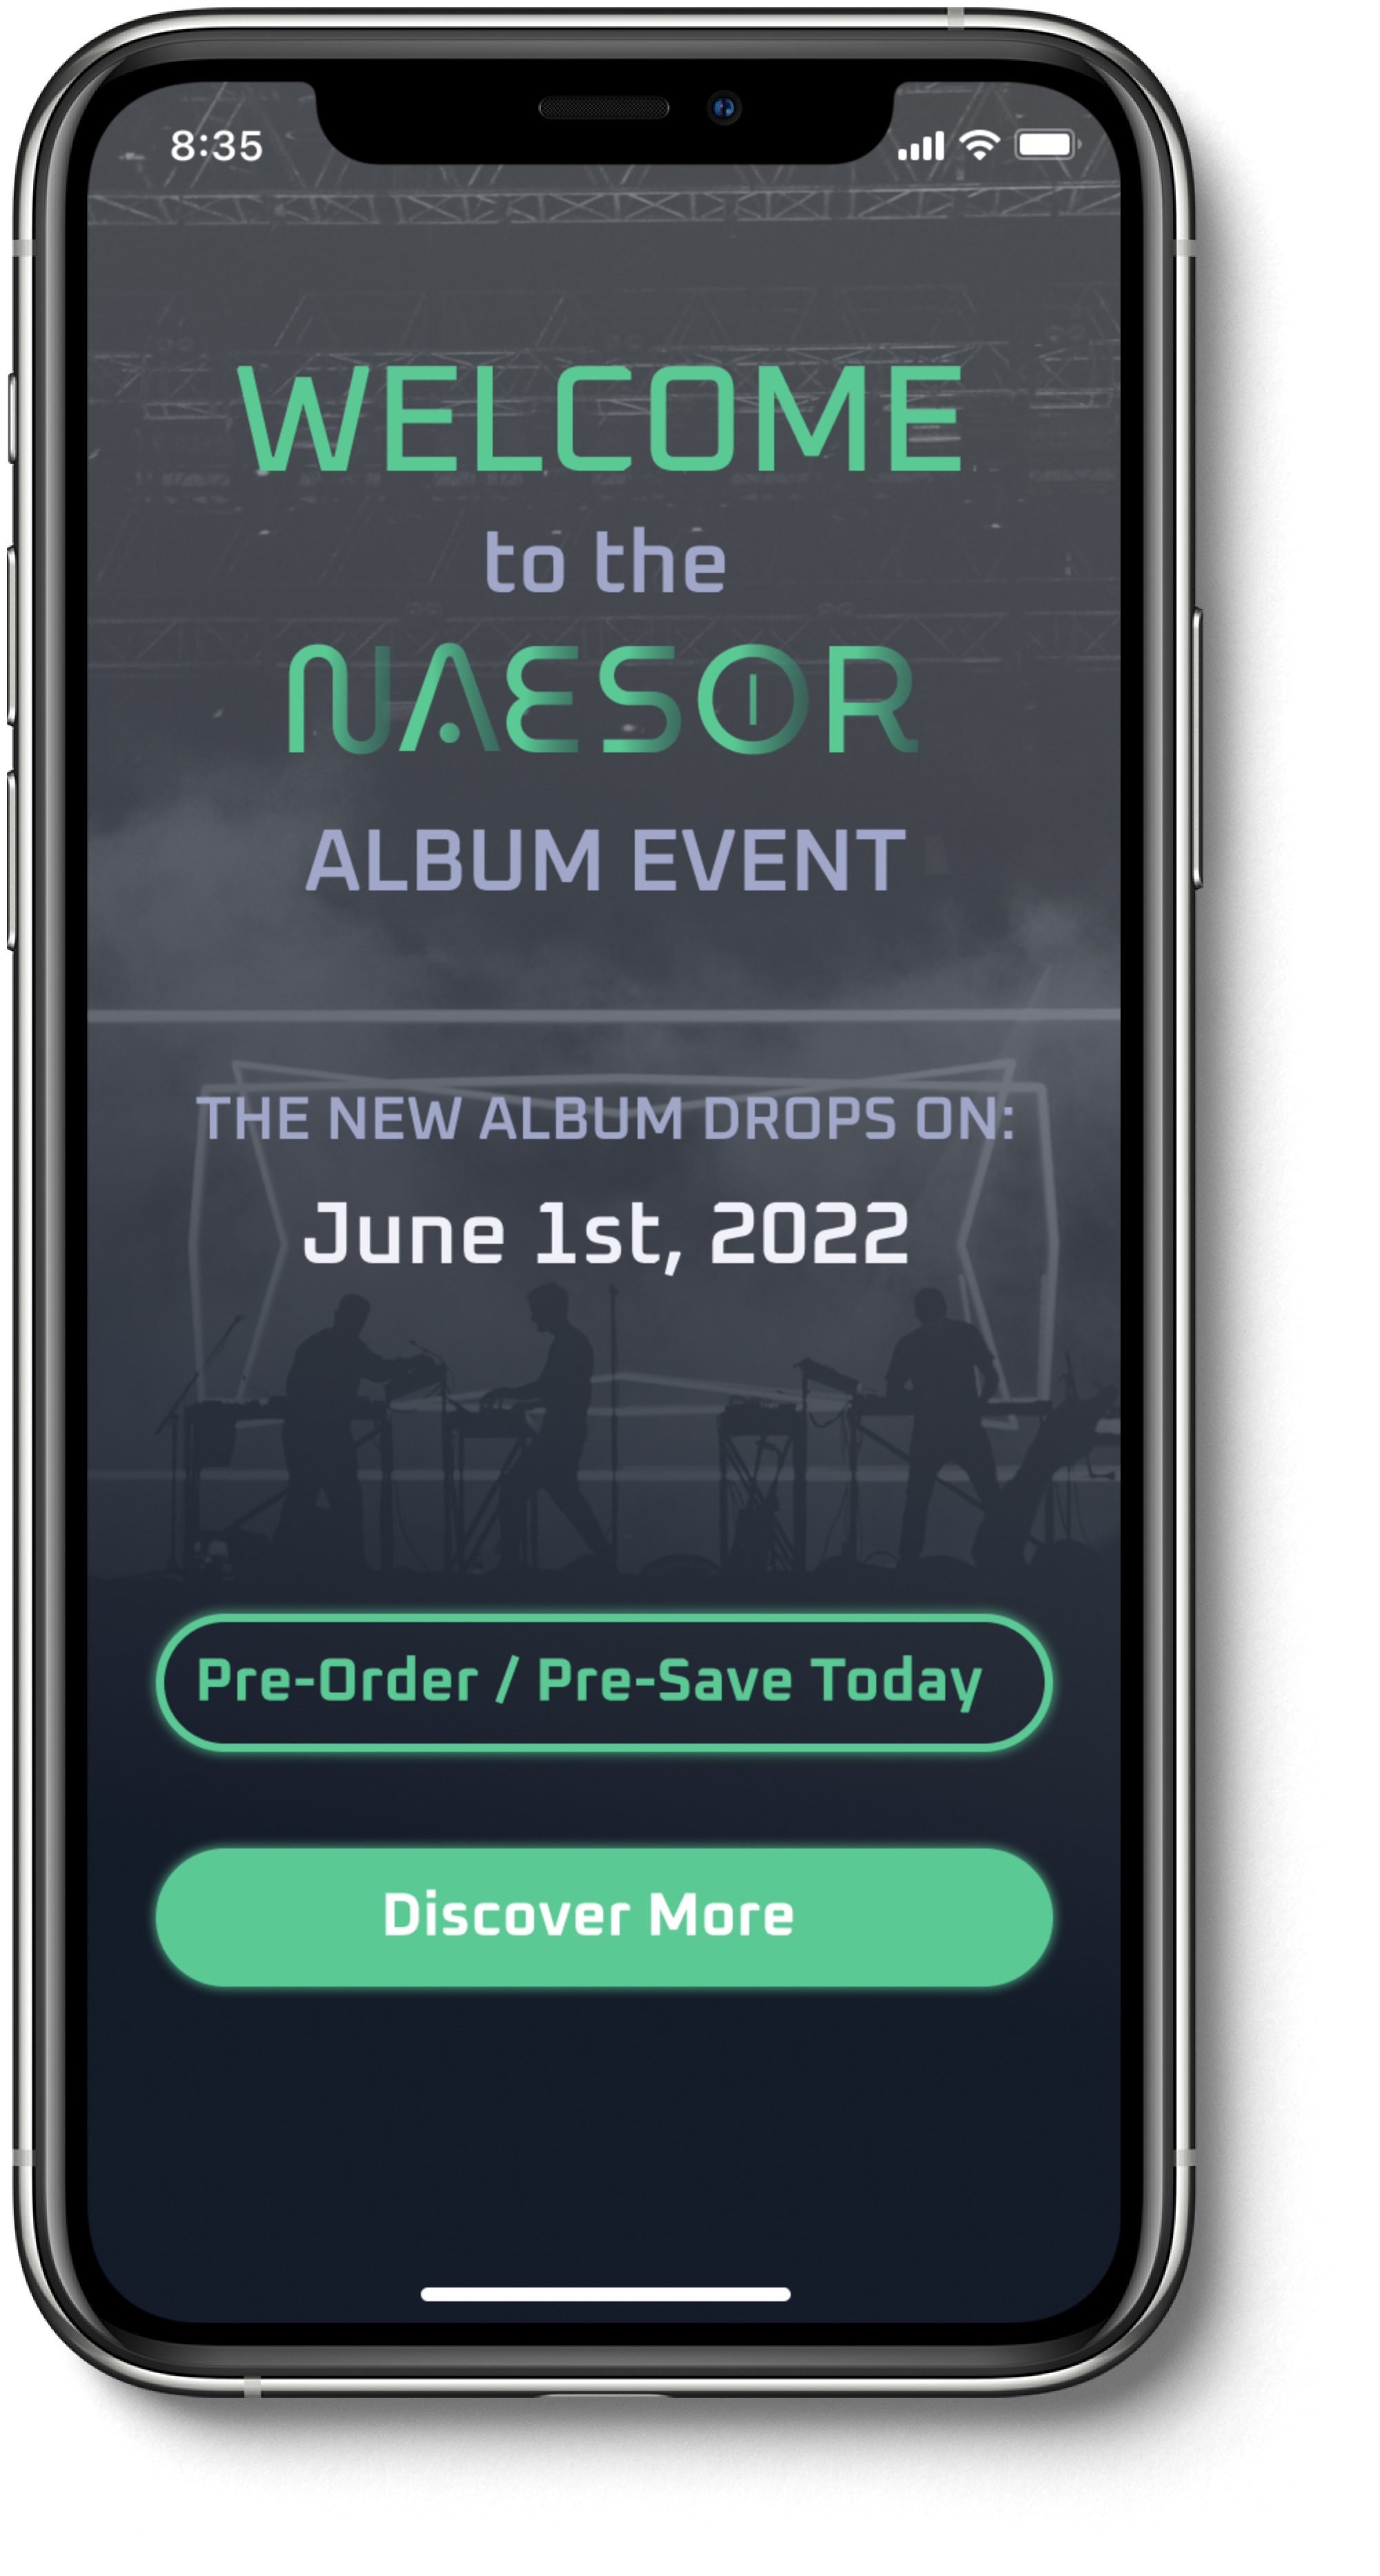 8:35
WELCOME
to the
NAESOR
ALBUM EVENT
THE NEW ALBUM DROPS ON:
June 1st, 2022
Pre-Order / Pre-Save Today
Discover More